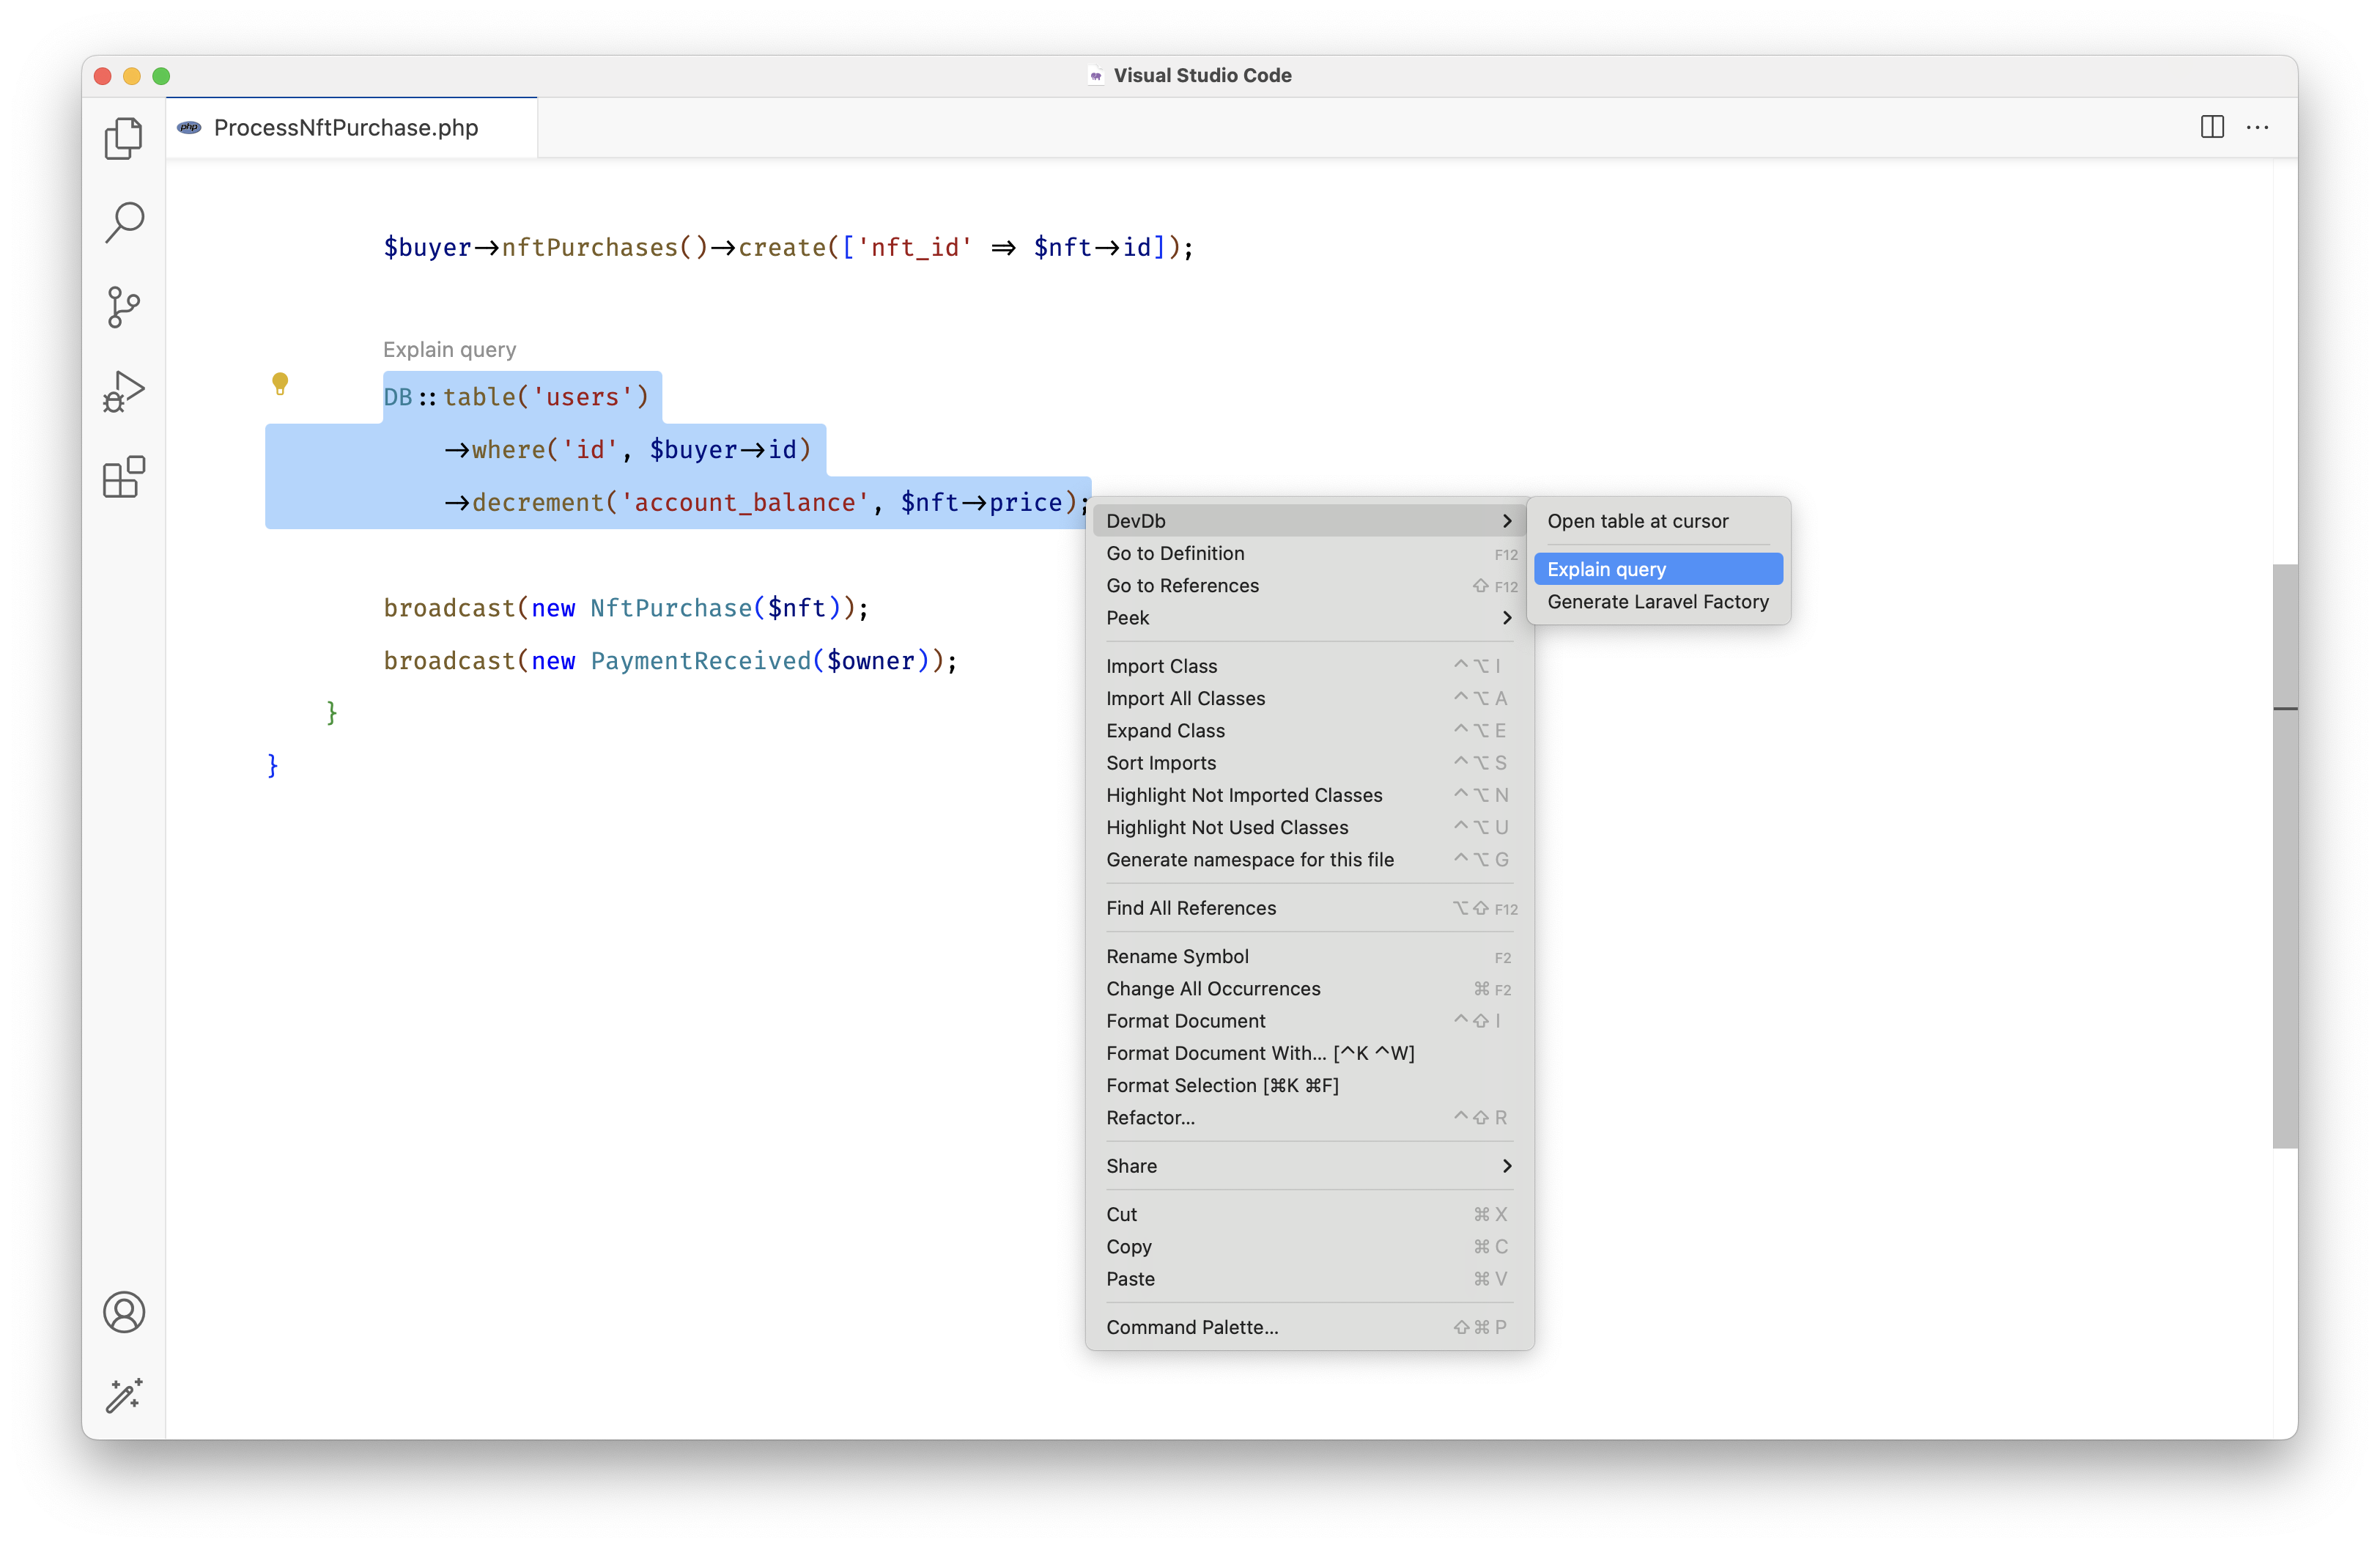 Visual Studio Code
php ProcessNftPurchase.php
$buyer->nftPurchases()->create(['nft_id' => $nft->id]);
Explain query
DB::table('users')
->where('id', $buyer->id)
->decrement('account_balance', $nft->price);
broadcast(new NftPurchase($nft));
broadcast(new PaymentReceived($owner));
}
}
DevDb
Go to Definition F12
Go to References ⇧ F12
Peek
Import Class ^⌥ I
Import All Classes ^⌥ A
Expand Class ^⌥ E
Sort Imports ^⌥ S
Highlight Not Imported Classes ^⌥ N
Highlight Not Used Classes ^⌥ U
Generate namespace for this file ^⌥ G
Find All References ⌥⇧ F12
Rename Symbol F2
Change All Occurrences ⌘ F2
Format Document ^⇧ I
Format Document With... [^K ^W]
Format Selection [⌘K ⌘F]
Refactor... ^⇧ R
Share
Cut ⌘ X
Copy ⌘ C
Paste ⌘ V
Command Palette... ⇧⌘ P
Open table at cursor
Explain query
Generate Laravel Factory